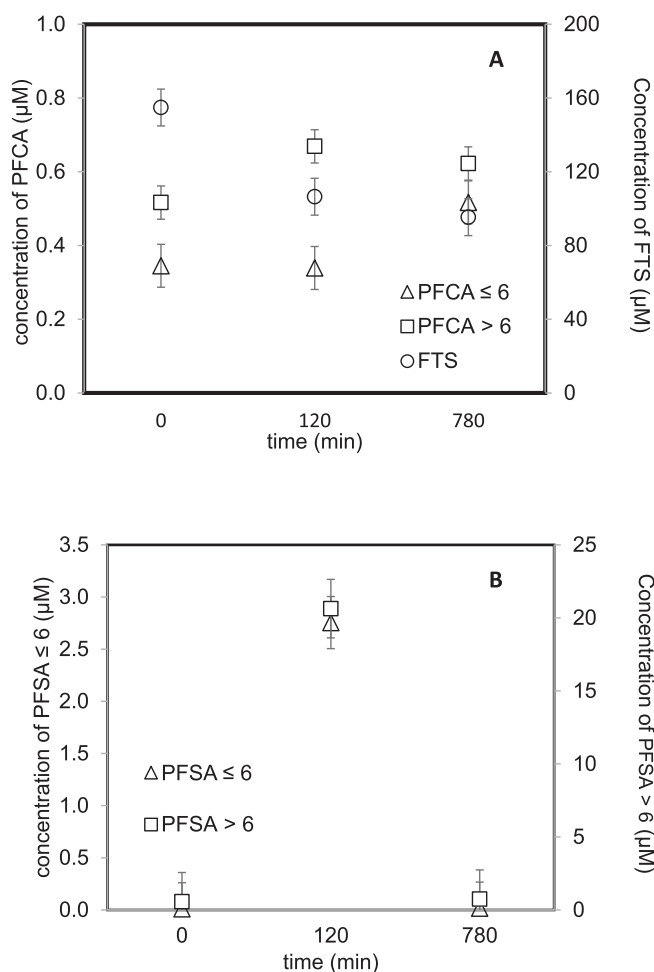 A
concentration of PFCA (µM)
1.0
0.8
0.6
0.4
0.2
0.0
Concentration of FTS (µM)
200
160
120
80
40
0
PFCA ≤ 6
PFCA > 6
FTS
0 120 780
time (min)
B
concentration of PFSA ≤ 6 (µM)
3.5
3.0
2.5
2.0
1.5
1.0
0.5
0.0
Concentration of PFSA > 6 (µM)
25
20
15
10
5
0
PFSA ≤ 6
PFSA > 6
0 120 780
time (min)